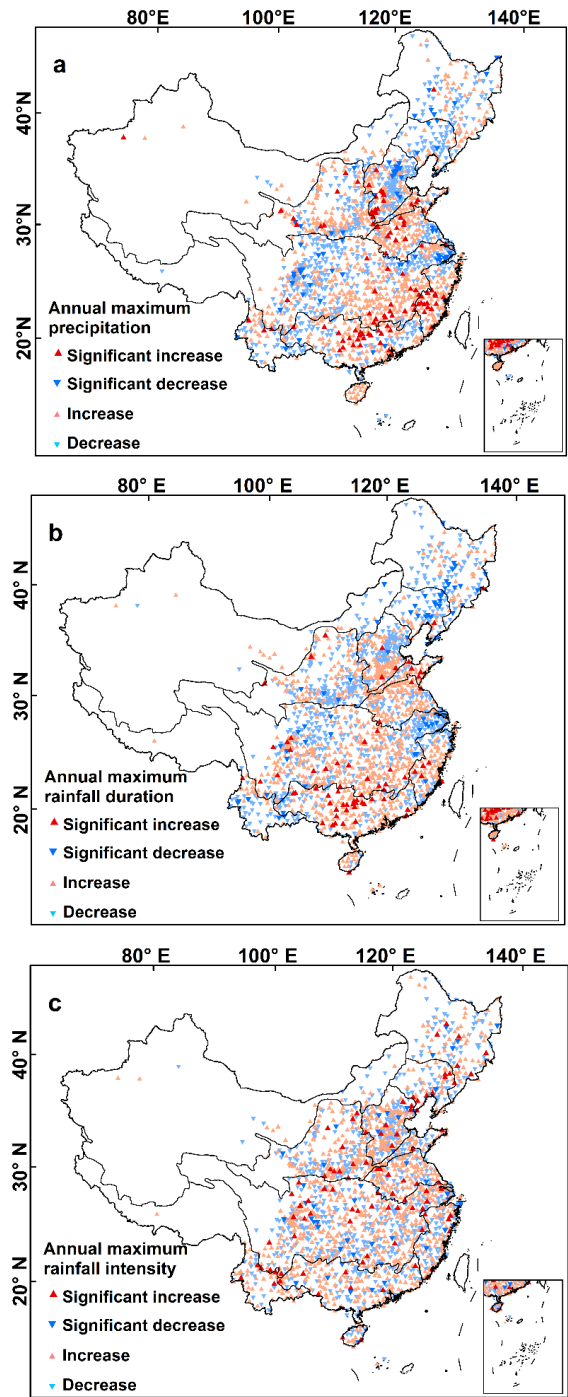 80° E 100° E 120° E 140° E
a
40°N
30°N
20°N
Annual maximum
precipitation
Significant increase
Significant decrease
Increase
Decrease
80° E 100° E 120° E 140° E
b
40° N
30° N
20° N
Annual maximum
rainfall duration
Significant increase
Significant decrease
Increase
Decrease
80° E 100° E 120° E 140° E
c
40° N
30° N
20° N
Annual maximum
rainfall intensity
Significant increase
Significant decrease
Increase
Decrease